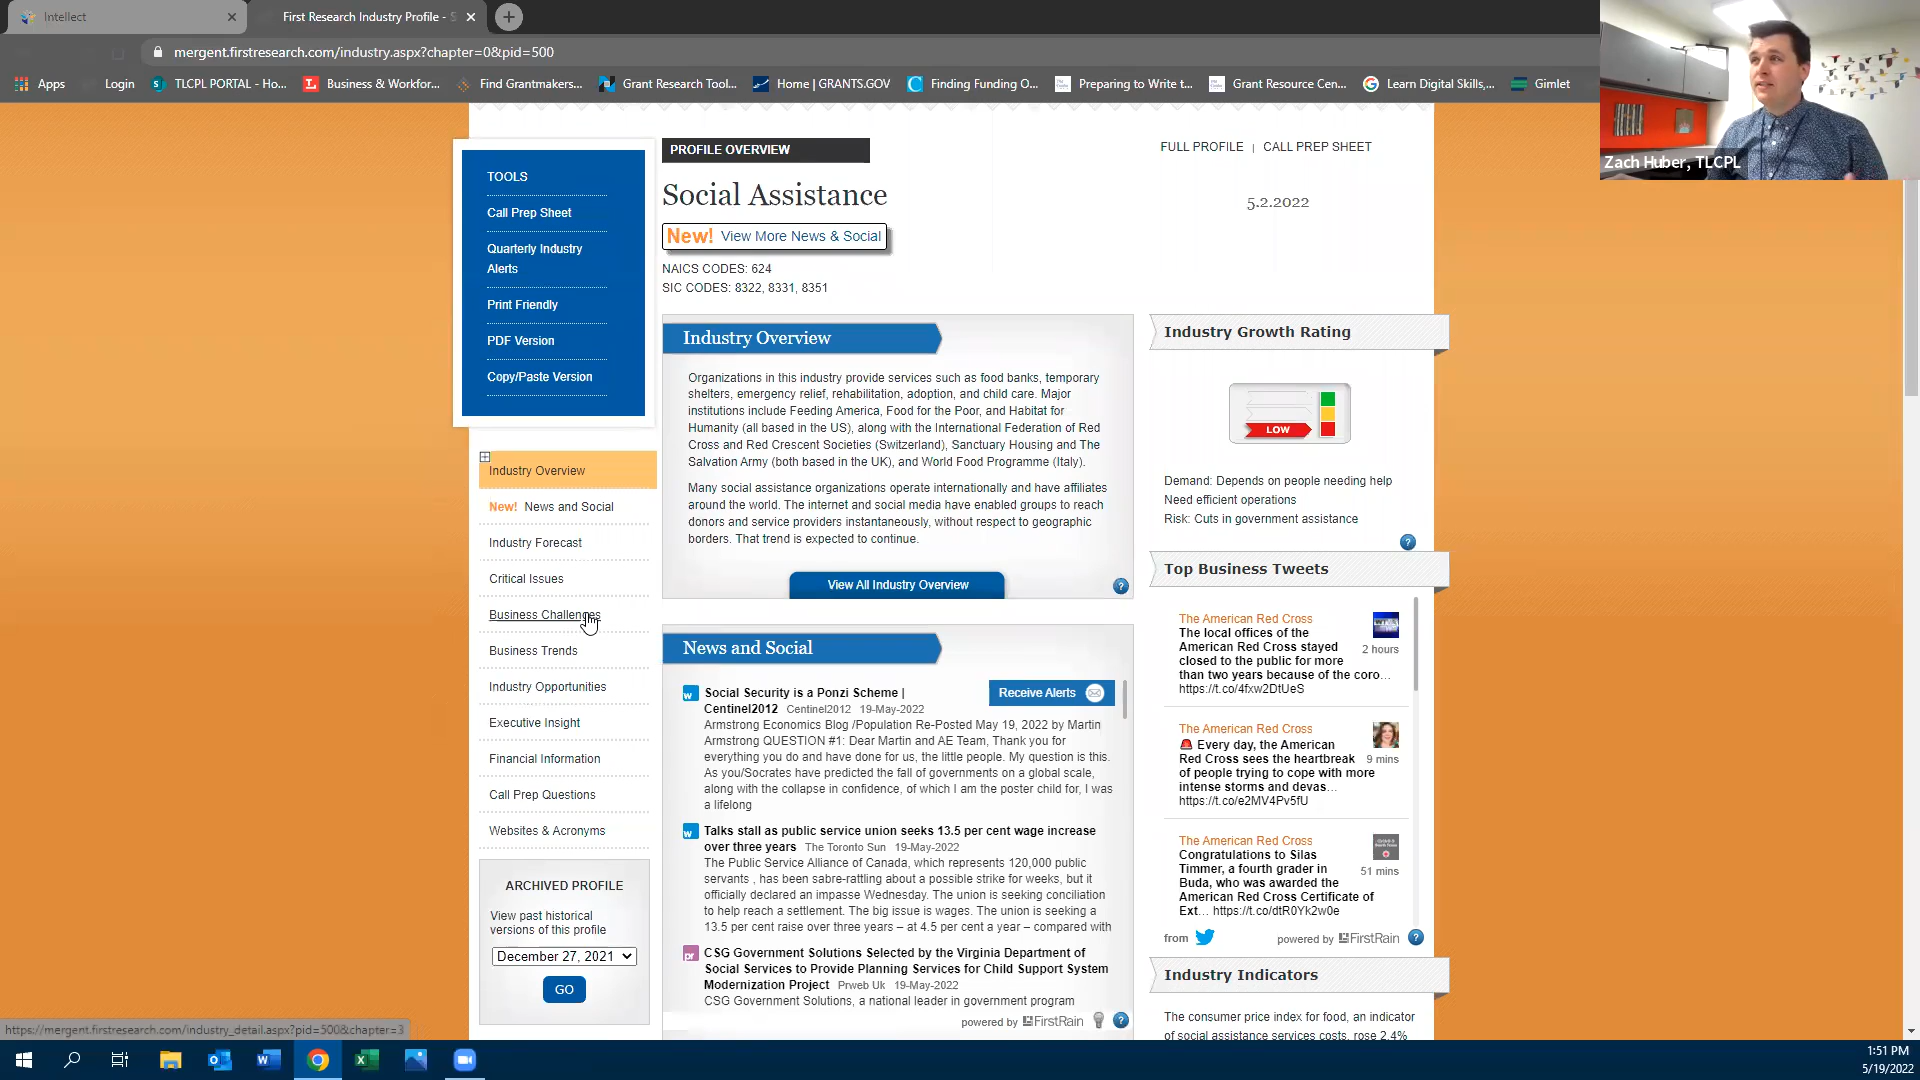 Intellect
First Research Industry Profile - S
mergent.firstresearch.com/industry.aspx?chapter=0&pid=500
Apps
Login
TLCPL PORTAL - Ho...
Business & Workfor...
Find Grantmakers...
Grant Research Tool...
Home | GRANTS.GOV
Finding Funding O...
Preparing to Write t...
Grant Resource Cen...
Learn Digital Skills,...
Gimlet
Zach Huber, TLCPL
TOOLS
Call Prep Sheet
Quarterly Industry
Alerts
Print Friendly
PDF Version
Copy/Paste Version
Industry Overview
New! News and Social
Industry Forecast
Critical Issues
Business Challenges
Business Trends
Industry Opportunities
Executive Insight
Financial Information
Call Prep Questions
Websites & Acronyms
ARCHIVED PROFILE
View past historical
versions of this profile
December 27, 2021
GO
PROFILE OVERVIEW
FULL PROFILE | CALL PREP SHEET
Social Assistance
5.2.2022
New! View More News & Social
NAICS CODES: 624
SIC CODES: 8322, 8331, 8351
Industry Overview
Organizations in this industry provide services such as food banks, temporary
shelters, emergency relief, rehabilitation, adoption, and child care. Major
institutions include Feeding America, Food for the Poor, and Habitat for
Humanity (all based in the US), along with the International Federation of Red
Cross and Red Crescent Societies (Switzerland), Sanctuary Housing and The
Salvation Army (both based in the UK), and World Food Programme (Italy).
Many social assistance organizations operate internationally and have affiliates
around the world. The internet and social media have enabled groups to reach
donors and service providers instantaneously, without respect to geographic
borders. That trend is expected to continue.
View All Industry Overview
News and Social
Receive Alerts
Social Security is a Ponzi Scheme |
Centinel2012 Centinel2012 19-May-2022
Armstrong Economics Blog /Population Re-Posted May 19, 2022 by Martin
Armstrong QUESTION #1: Dear Martin and AE Team, Thank you for
everything you do and have done for us, the little people. My question is this.
As you/Socrates have predicted the fall of governments on a global scale,
along with the collapse in confidence, of which I am the poster child for, I was
a lifelong
Talks stall as public service union seeks 13.5 per cent wage increase
over three years The Toronto Sun 19-May-2022
The Public Service Alliance of Canada, which represents 120,000 public
servants , has been sabre-rattling about a possible strike for weeks, but it
officially declared an impasse Wednesday. The union is seeking conciliation
to help reach a settlement. The big issue is wages. The union is seeking a
13.5 per cent raise over three years – at 4.5 per cent a year – compared with
CSG Government Solutions Selected by the Virginia Department of
Social Services to Provide Planning Services for Child Support System
Modernization Project Prweb Uk 19-May-2022
CSG Government Solutions, a national leader in government program
powered by FirstRain
Industry Growth Rating
LOW
Demand: Depends on people needing help
Need efficient operations
Risk: Cuts in government assistance
Top Business Tweets
The American Red Cross
The local offices of the
American Red Cross stayed
closed to the public for more
than two years because of the coro...
https://t.co/4fxw2DtUeS
2 hours
The American Red Cross
Every day, the American
Red Cross sees the heartbreak
of people trying to cope with more
intense storms and devas...
https://t.co/e2MV4Pv5fU
9 mins
The American Red Cross
Congratulations to Silas
Timmer, a fourth grader in
Buda, who was awarded the
American Red Cross Certificate of
Ext... https://t.co/dtR0Yk2w0e
51 mins
from
powered by FirstRain
Industry Indicators
The consumer price index for food, an indicator
of social assistance services costs, rose 2.4%
https://mergent.firstresearch.com/industry_detail.aspx?pid=500&chapter=3
1:51 PM
5/19/2022